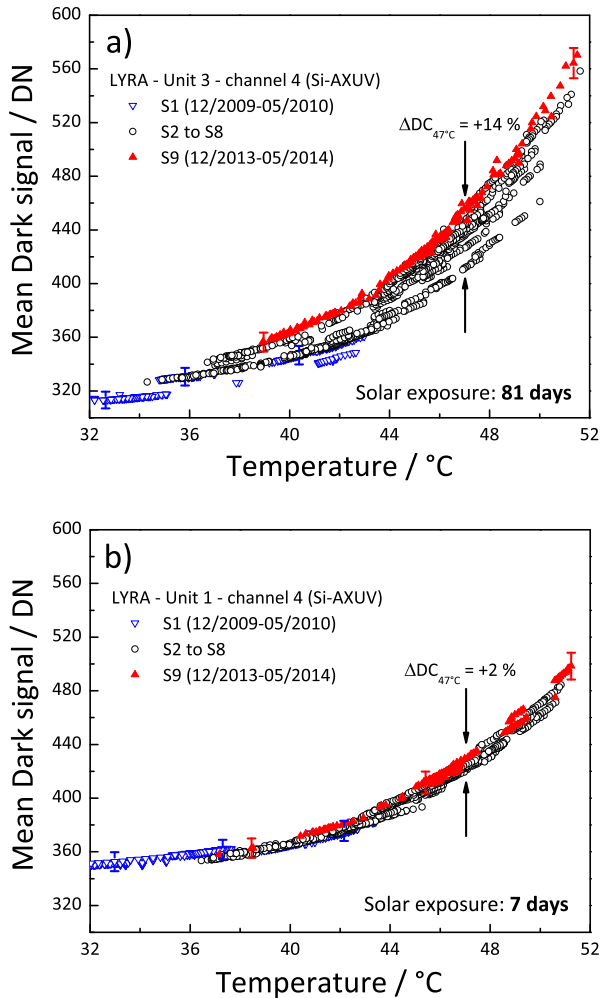 600
a)
560
LYRA - Unit 3 - channel 4 (Si-AXUV)
S1 (12/2009-05/2010)
520
S2 to S8
ΔDC47°C = +14 %
S9 (12/2013-05/2014)
480
440
400
360
320
Solar exposure: 81 days
32 36 40 44 48 52
Temperature / °C
Mean Dark signal / DN
600
b)
560
LYRA - Unit 1 - channel 4 (Si-AXUV)
S1 (12/2009-05/2010)
520
S2 to S8
S9 (12/2013-05/2014)
ΔDC47°C = +2 %
480
440
400
360
320
Solar exposure: 7 days
32 36 40 44 48 52
Temperature / °C
Mean Dark signal / DN